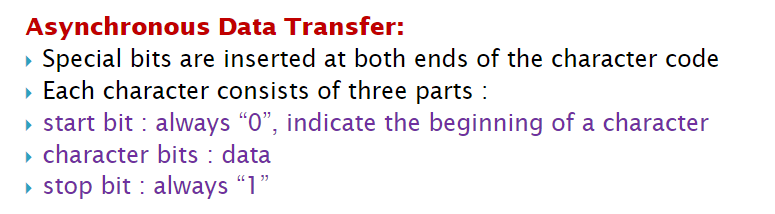 Asynchronous Data Transfer:
Special bits are inserted at both ends of the character code
Each character consists of three parts :
start bit : always “0”, indicate the beginning of a character
character bits : data
stop bit : always “1”